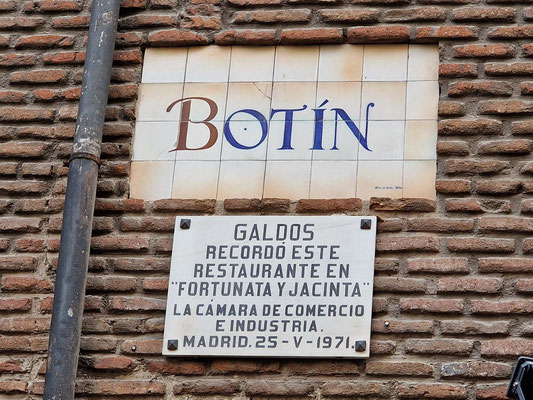 BOTÍN
GALDOS
RECORDÓ ESTE
RESTAURANTE EN
"FORTUNATA Y JACINTA"
LA CÁMARA DE COMERCIO
E INDUSTRIA.
MADRID. 25-V-1971.